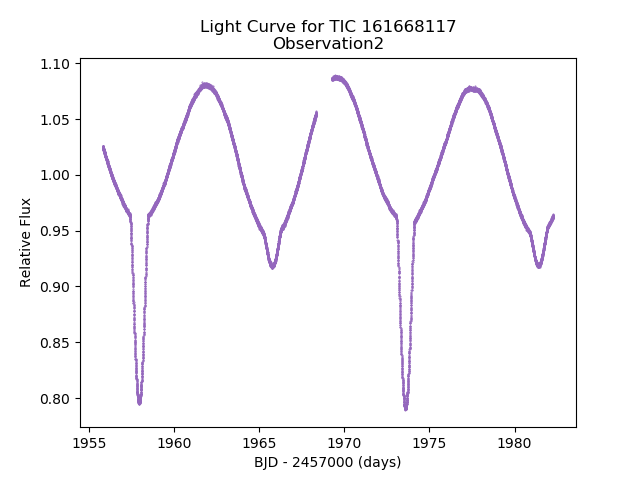 Light Curve for TIC 161668117
Observation2
1.10
1.05
1.00
0.95
0.90
0.85
0.80
Relative Flux
1955 1960 1965 1970 1975 1980
BJD - 2457000 (days)